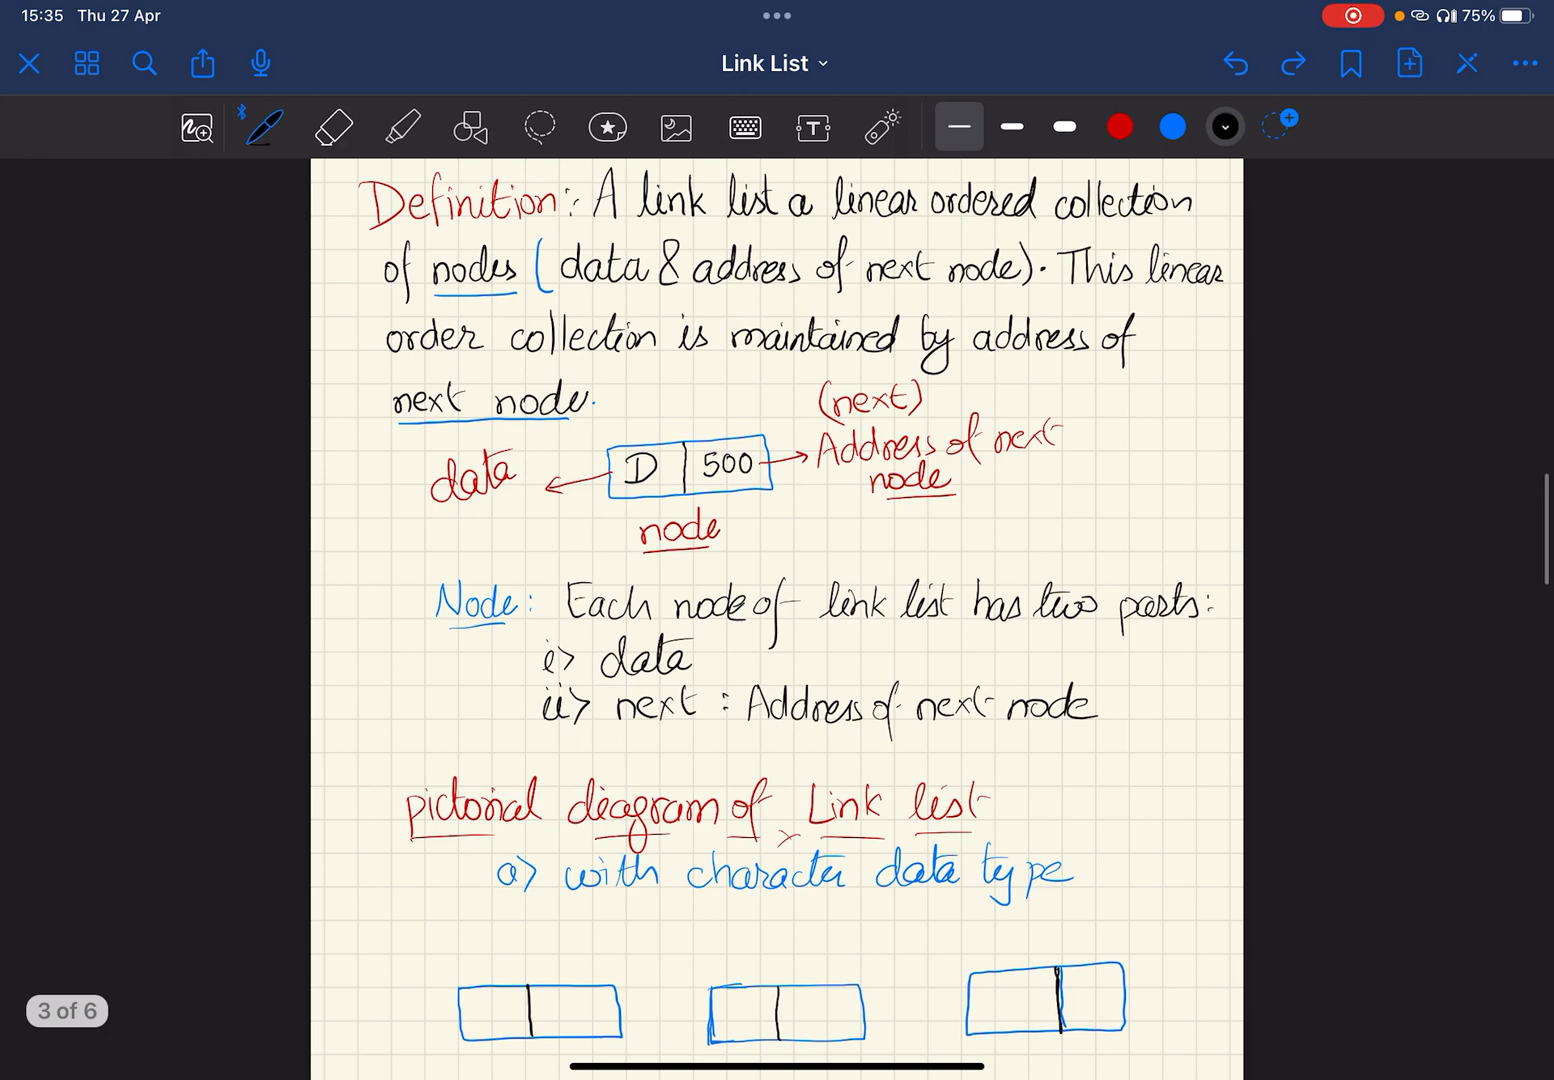 15:35 Thu 27 Apr
75%
Link List
Definition: A link list a linear ordered collection
of nodes (data & address of next node). This linear
order collection is maintained by address of
next node.
(next)
data D 500 Address of next
node
node
Node: Each node of link list has two parts:
i> data
ii> next : Address of next node
pictorial diagram of Link list
a> with character data type
3 of 6